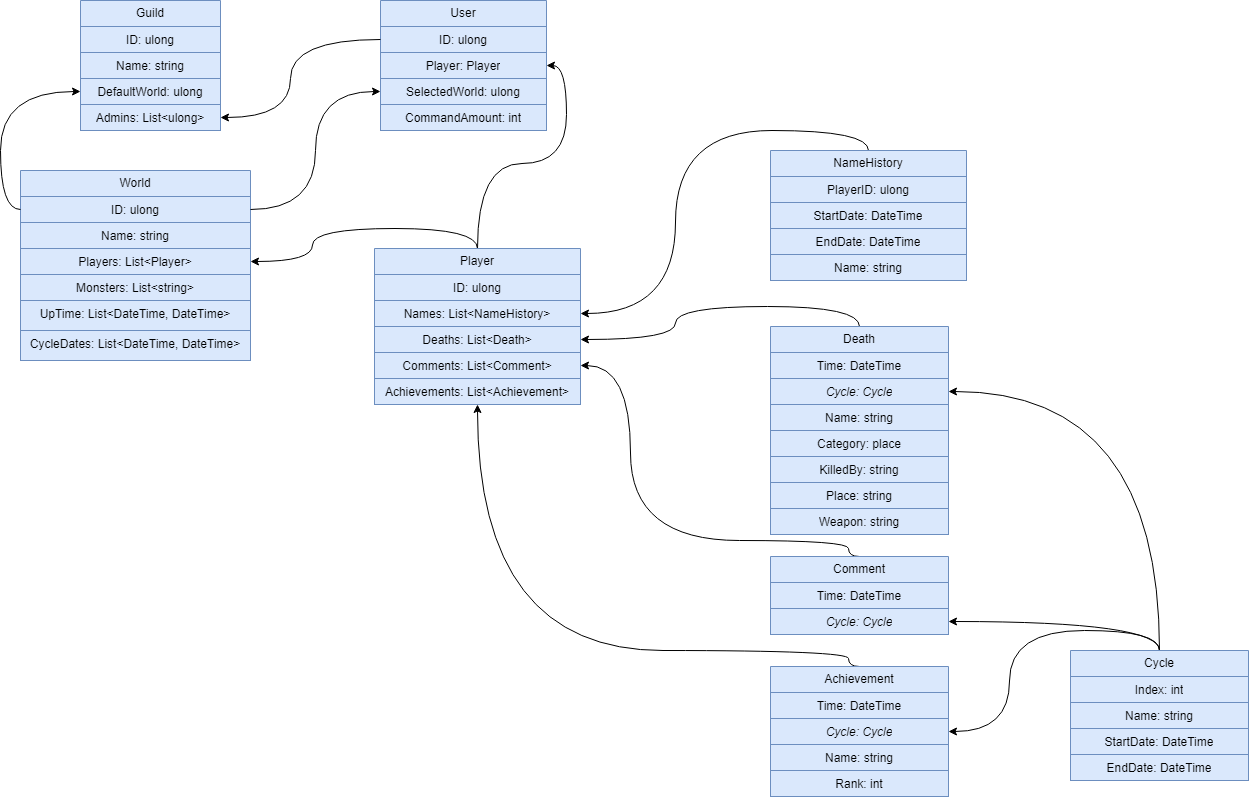 Guild
ID: ulong
Name: string
DefaultWorld: ulong
Admins: List<ulong>
User
ID: ulong
Player: Player
SelectedWorld: ulong
CommandAmount: int
World
ID: ulong
Name: string
Players: List<Player>
Monsters: List<string>
UpTime: List<DateTime, DateTime>
CycleDates: List<DateTime, DateTime>
Player
ID: ulong
Names: List<NameHistory>
Deaths: List<Death>
Comments: List<Comment>
Achievements: List<Achievement>
NameHistory
PlayerID: ulong
StartDate: DateTime
EndDate: DateTime
Name: string
Death
Time: DateTime
Cycle: Cycle
Name: string
Category: place
KilledBy: string
Place: string
Weapon: string
Comment
Time: DateTime
Cycle: Cycle
Achievement
Time: DateTime
Cycle: Cycle
Name: string
Rank: int
Cycle
Index: int
Name: string
StartDate: DateTime
EndDate: DateTime